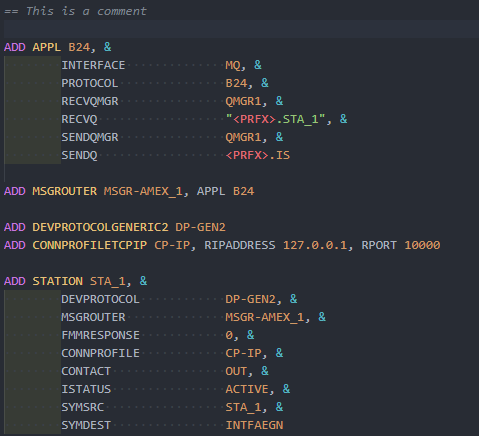 == This is a comment
ADD APPL B24, &
INTERFACE MQ, &
PROTOCOL B24, &
RECVQMGR QMGR1, &
RECVQ "<PRFX>.STA_1", &
SENDQMGR QMGR1, &
SENDQ <PRFX>.IS
ADD MSGROUTER MSGR-AMEX_1, APPL B24
ADD DEVPROTOCOLGENERIC2 DP-GEN2
ADD CONNPROFILETCPIP CP-IP, RIPADDRESS 127.0.0.1, RPORT 10000
ADD STATION STA_1, &
DEVPROTOCOL DP-GEN2, &
MSGROUTER MSGR-AMEX_1, &
FMMRESPONSE 0, &
CONNPROFILE CP-IP, &
CONTACT OUT, &
ISTATUS ACTIVE, &
SYMSRC STA_1, &
SYMDEST INTFAEGN